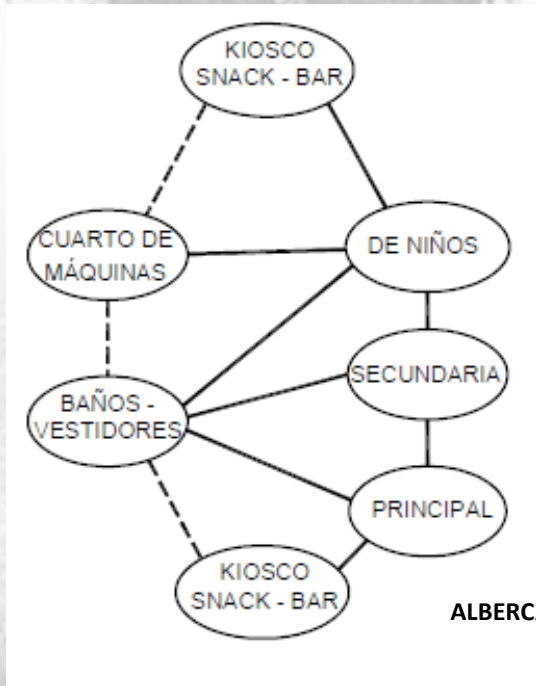 KIOSCO
SNACK - BAR
CUARTO DE
MÁQUINAS
DE NIÑOS
SECUNDARIA
BAÑOS -
VESTIDORES
PRINCIPAL
KIOSCO
SNACK - BAR